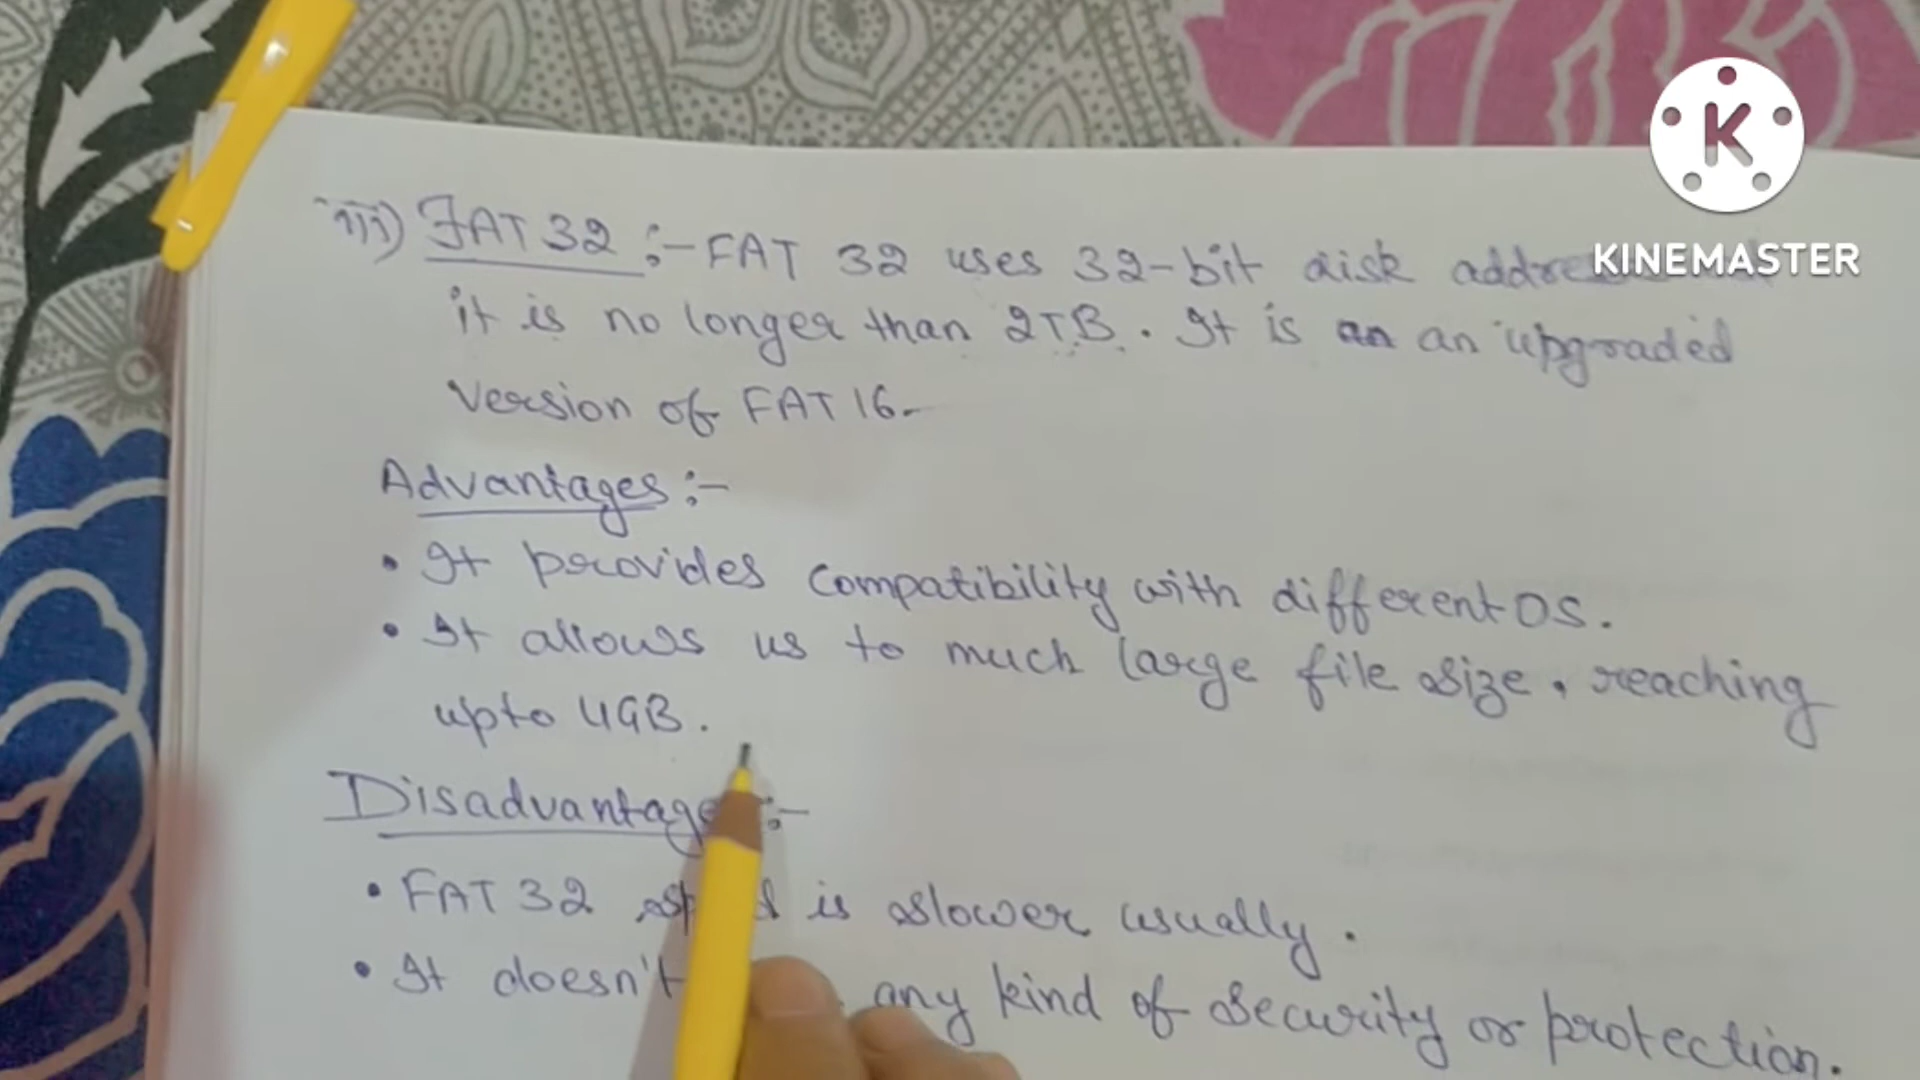 iii) FAT 32 :- FAT 32 uses 32-bit disk
it is no longer than 2TB. It is an an upgraded
version of FAT 16.
Advantages :-
• It provides compatibility with different OS.
• It allows us to much large file size, reaching
upto 4GB.
Disadvantage :-
• FAT 32 is slower usually.
• It doesn't any kind of security or protection.
K
KINEMASTER